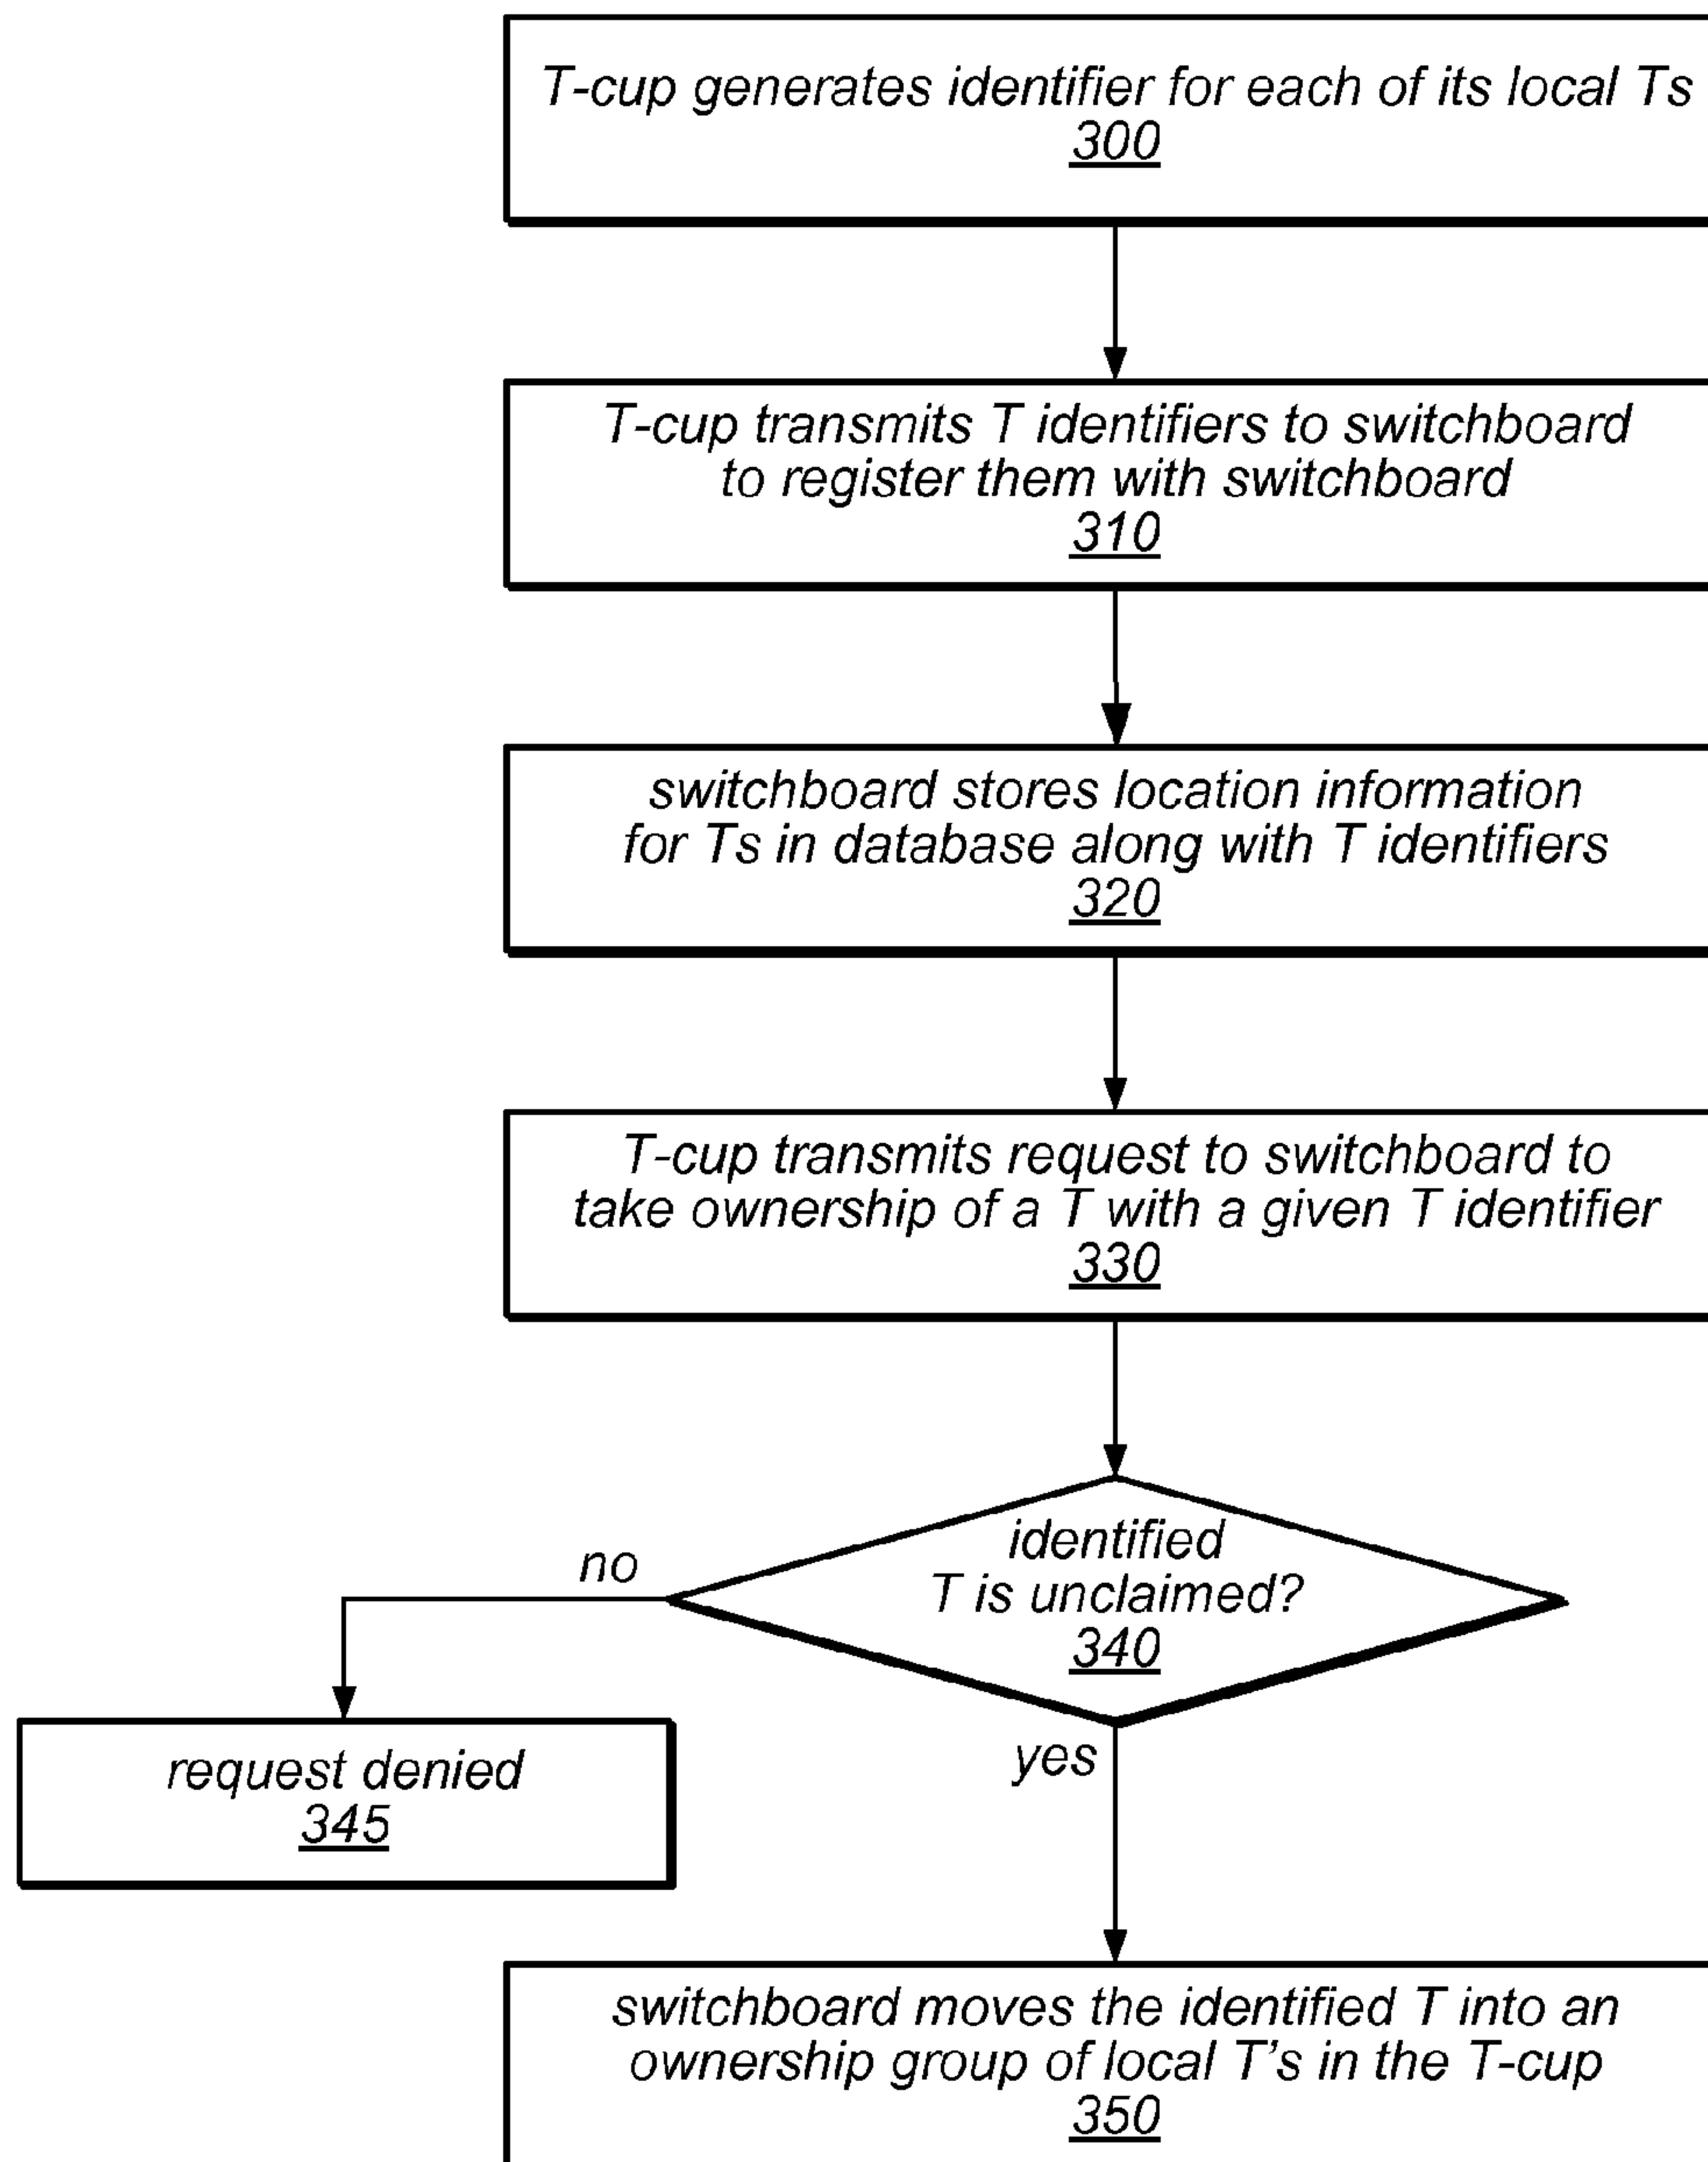 T-cup generates identifier for each of its local Ts
300
T-cup transmits T identifiers to switchboard
to register them with switchboard
310
switchboard stores location information
for Ts in database along with T identifiers
320
T-cup transmits request to switchboard to
take ownership of a T with a given T identifier
330
identified
T is unclaimed?
340
no
request denied
345
yes
switchboard moves the identified T into an
ownership group of local T's in the T-cup
350